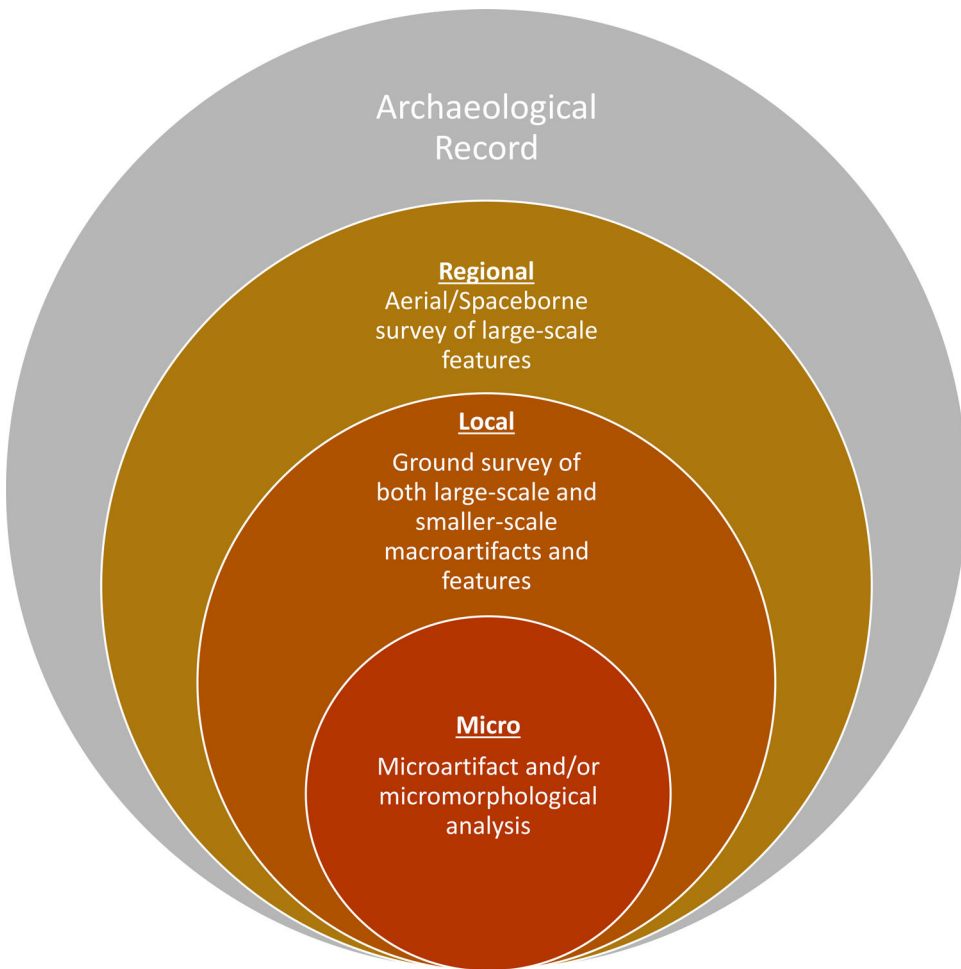 Archaeological
Record
Regional
Aerial/Spaceborne
survey of large-scale
features
Local
Ground survey of
both large-scale and
smaller-scale
macroartifacts and
features
Micro
Microartifact and/or
micromorphological
analysis